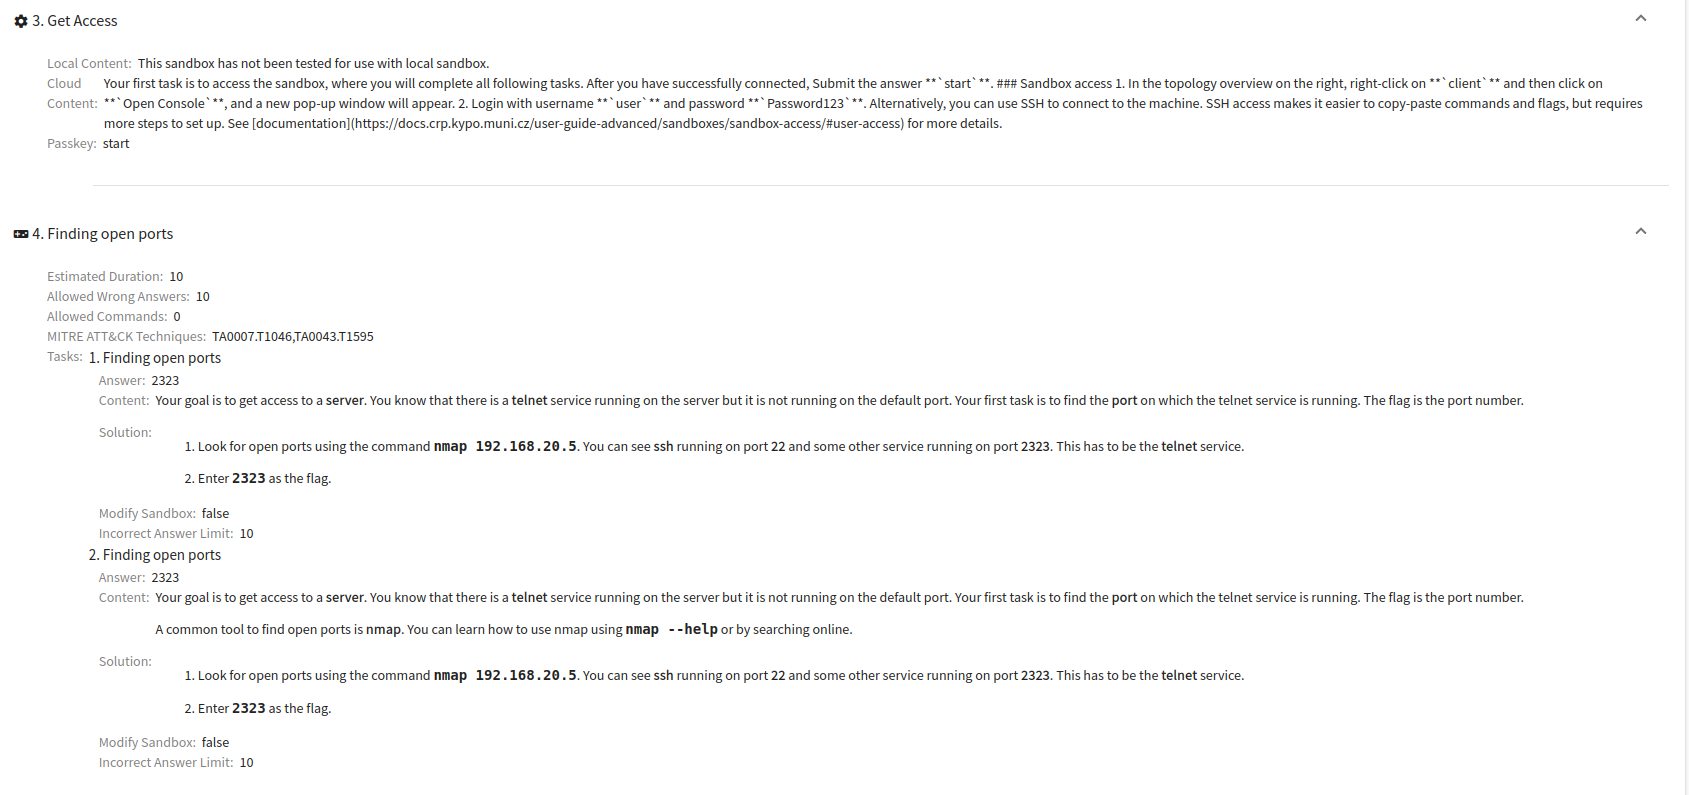 3. Get Access
Local Content: This sandbox has not been tested for use with local sandbox.
Cloud Your first task is to access the sandbox, where you will complete all following tasks. After you have successfully connected, Submit the answer **`start`**. ### Sandbox access 1. In the topology overview on the right, right-click on **`client`** and then click on
Content: **`Open Console`**, and a new pop-up window will appear. 2. Login with username **`user`** and password **`Password123`**. Alternatively, you can use SSH to connect to the machine. SSH access makes it easier to copy-paste commands and flags, but requires
more steps to set up. See [documentation](https://docs.crp.kypo.muni.cz/user-guide-advanced/sandboxes/sandbox-access/#user-access) for more details.
Passkey: start
4. Finding open ports
Estimated Duration: 10
Allowed Wrong Answers: 10
Allowed Commands: 0
MITRE ATT&CK Techniques: TA0007.T1046,TA0043.T1595
Tasks: 1. Finding open ports
Answer: 2323
Content: Your goal is to get access to a server. You know that there is a telnet service running on the server but it is not running on the default port. Your first task is to find the port on which the telnet service is running. The flag is the port number.
Solution:
1. Look for open ports using the command nmap 192.168.20.5. You can see ssh running on port 22 and some other service running on port 2323. This has to be the telnet service.
2. Enter 2323 as the flag.
Modify Sandbox: false
Incorrect Answer Limit: 10
2. Finding open ports
Answer: 2323
Content: Your goal is to get access to a server. You know that there is a telnet service running on the server but it is not running on the default port. Your first task is to find the port on which the telnet service is running. The flag is the port number.
A common tool to find open ports is nmap. You can learn how to use nmap using nmap --help or by searching online.
Solution:
1. Look for open ports using the command nmap 192.168.20.5. You can see ssh running on port 22 and some other service running on port 2323. This has to be the telnet service.
2. Enter 2323 as the flag.
Modify Sandbox: false
Incorrect Answer Limit: 10